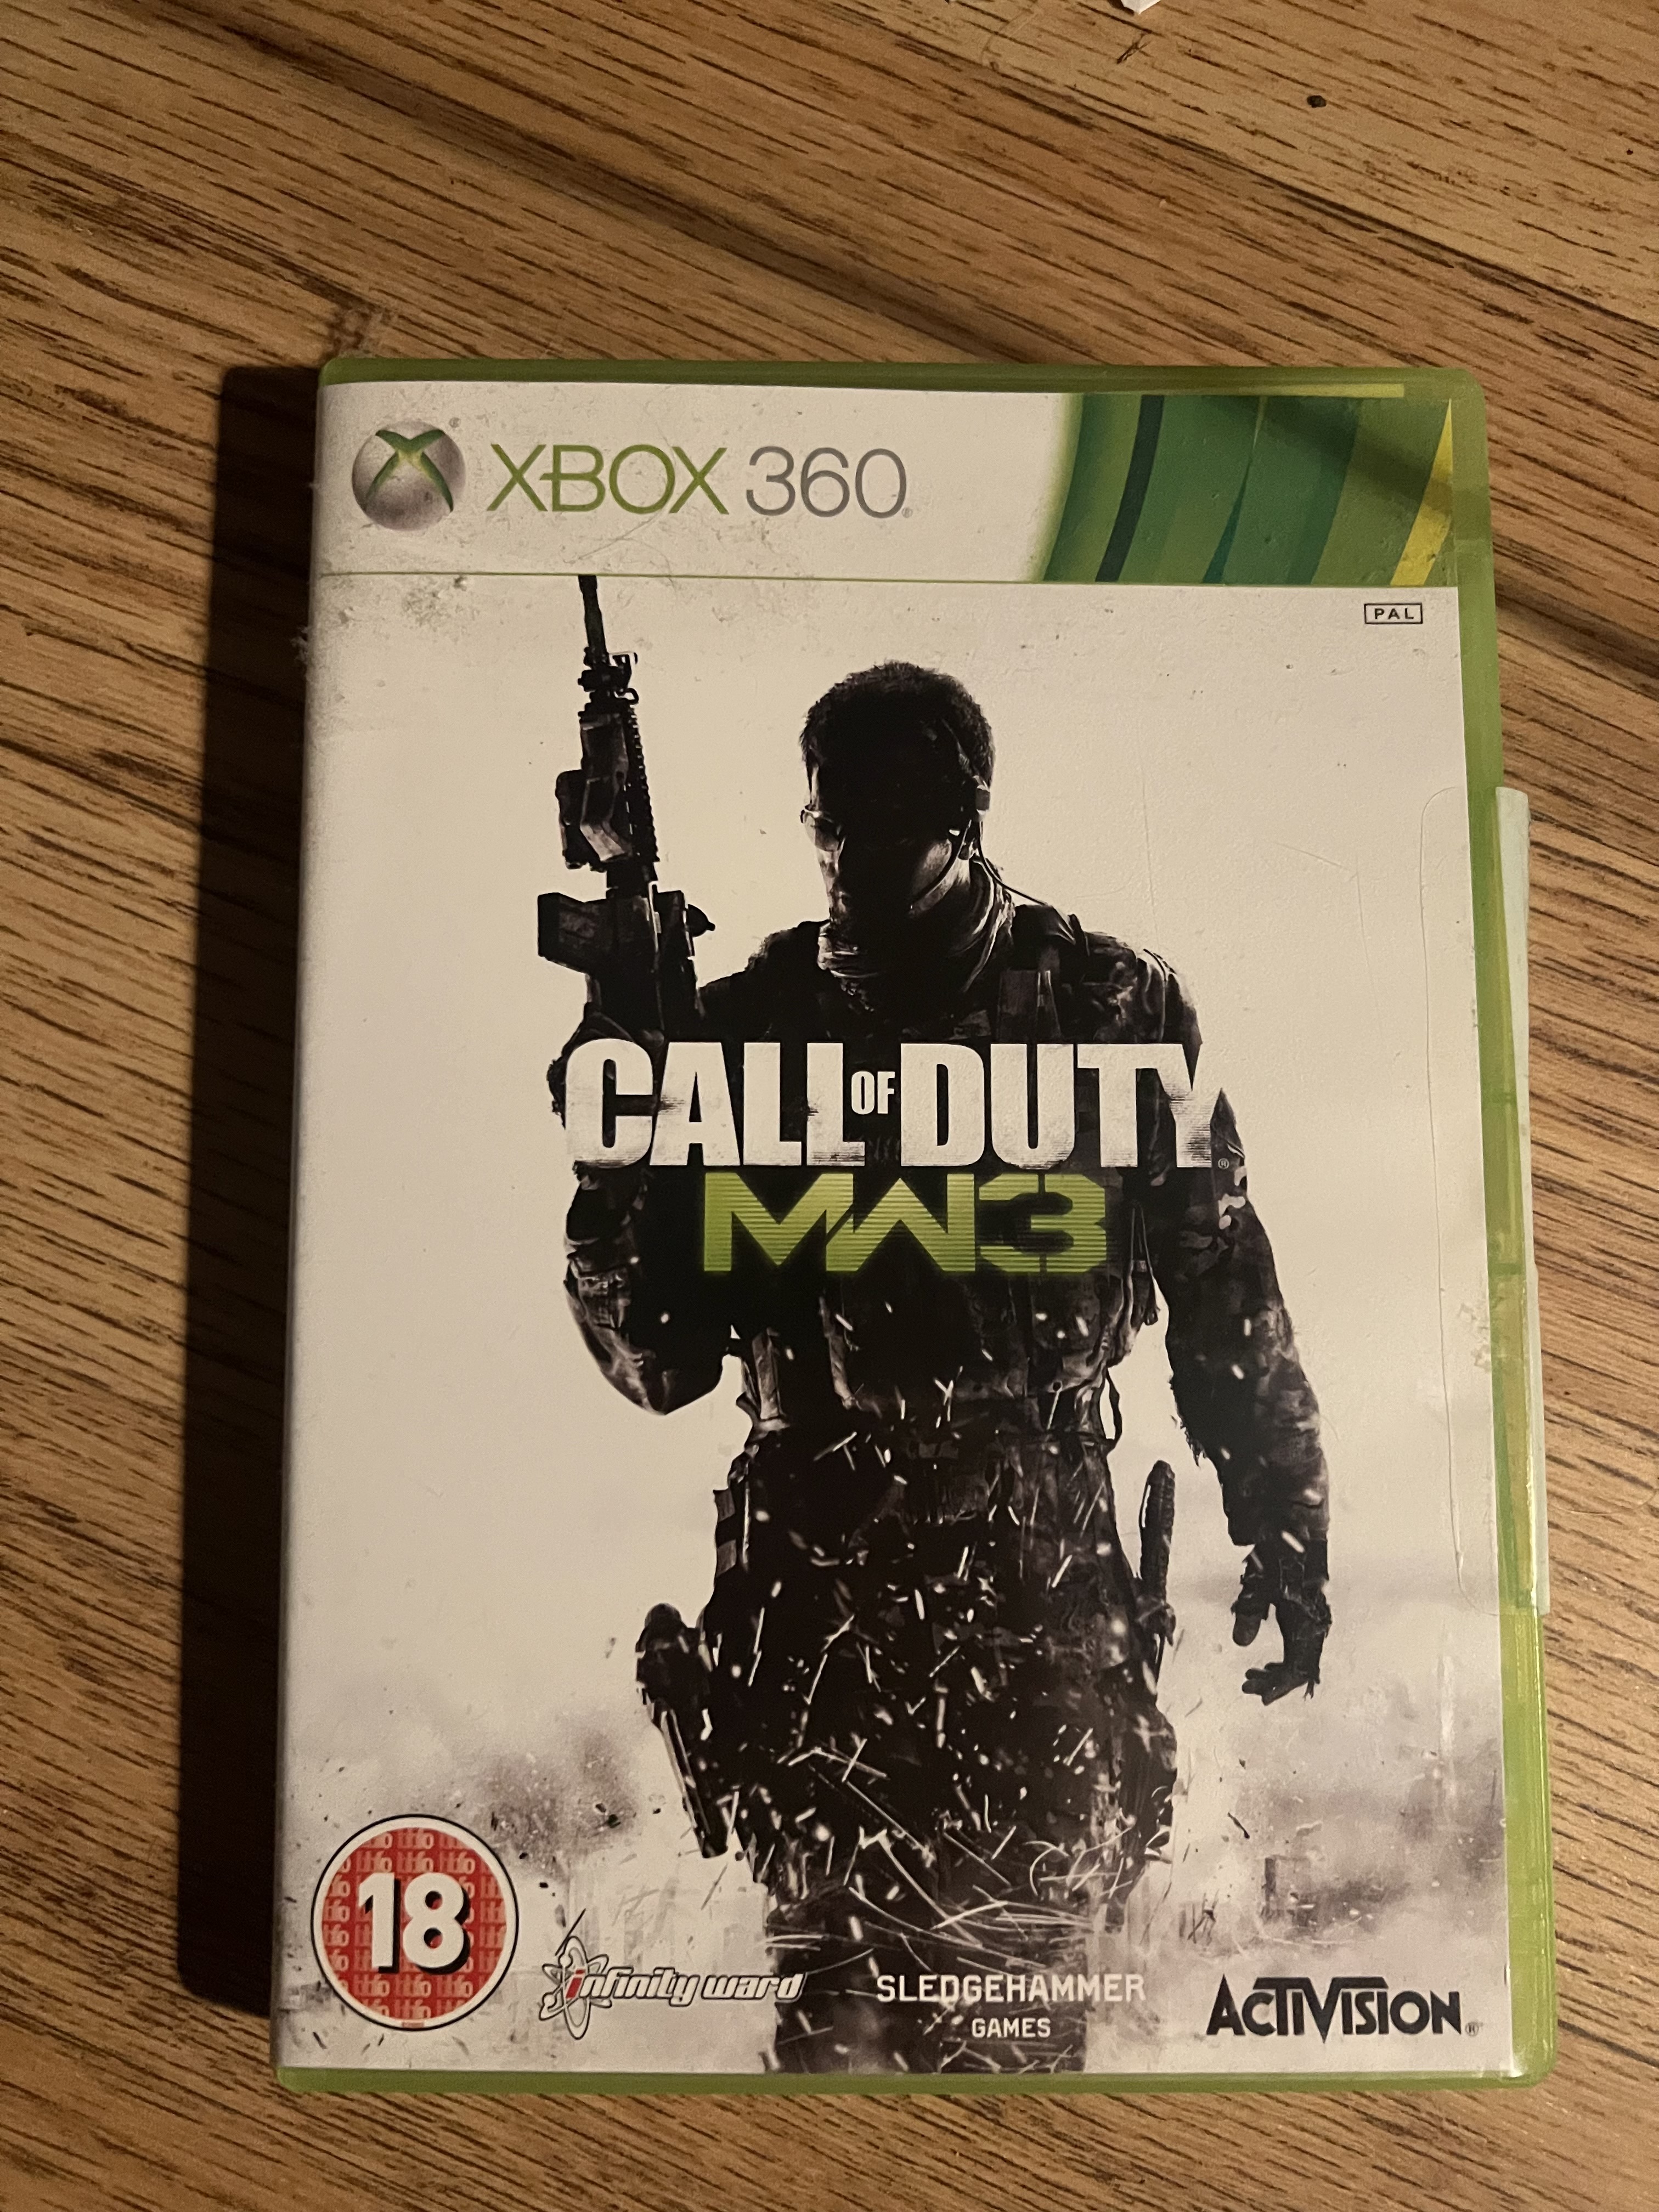 XBOX 360
PAL
CALL OF DUTY
MW3
18
infinity ward
SLEDGEHAMMER
GAMES
ACTIVISION